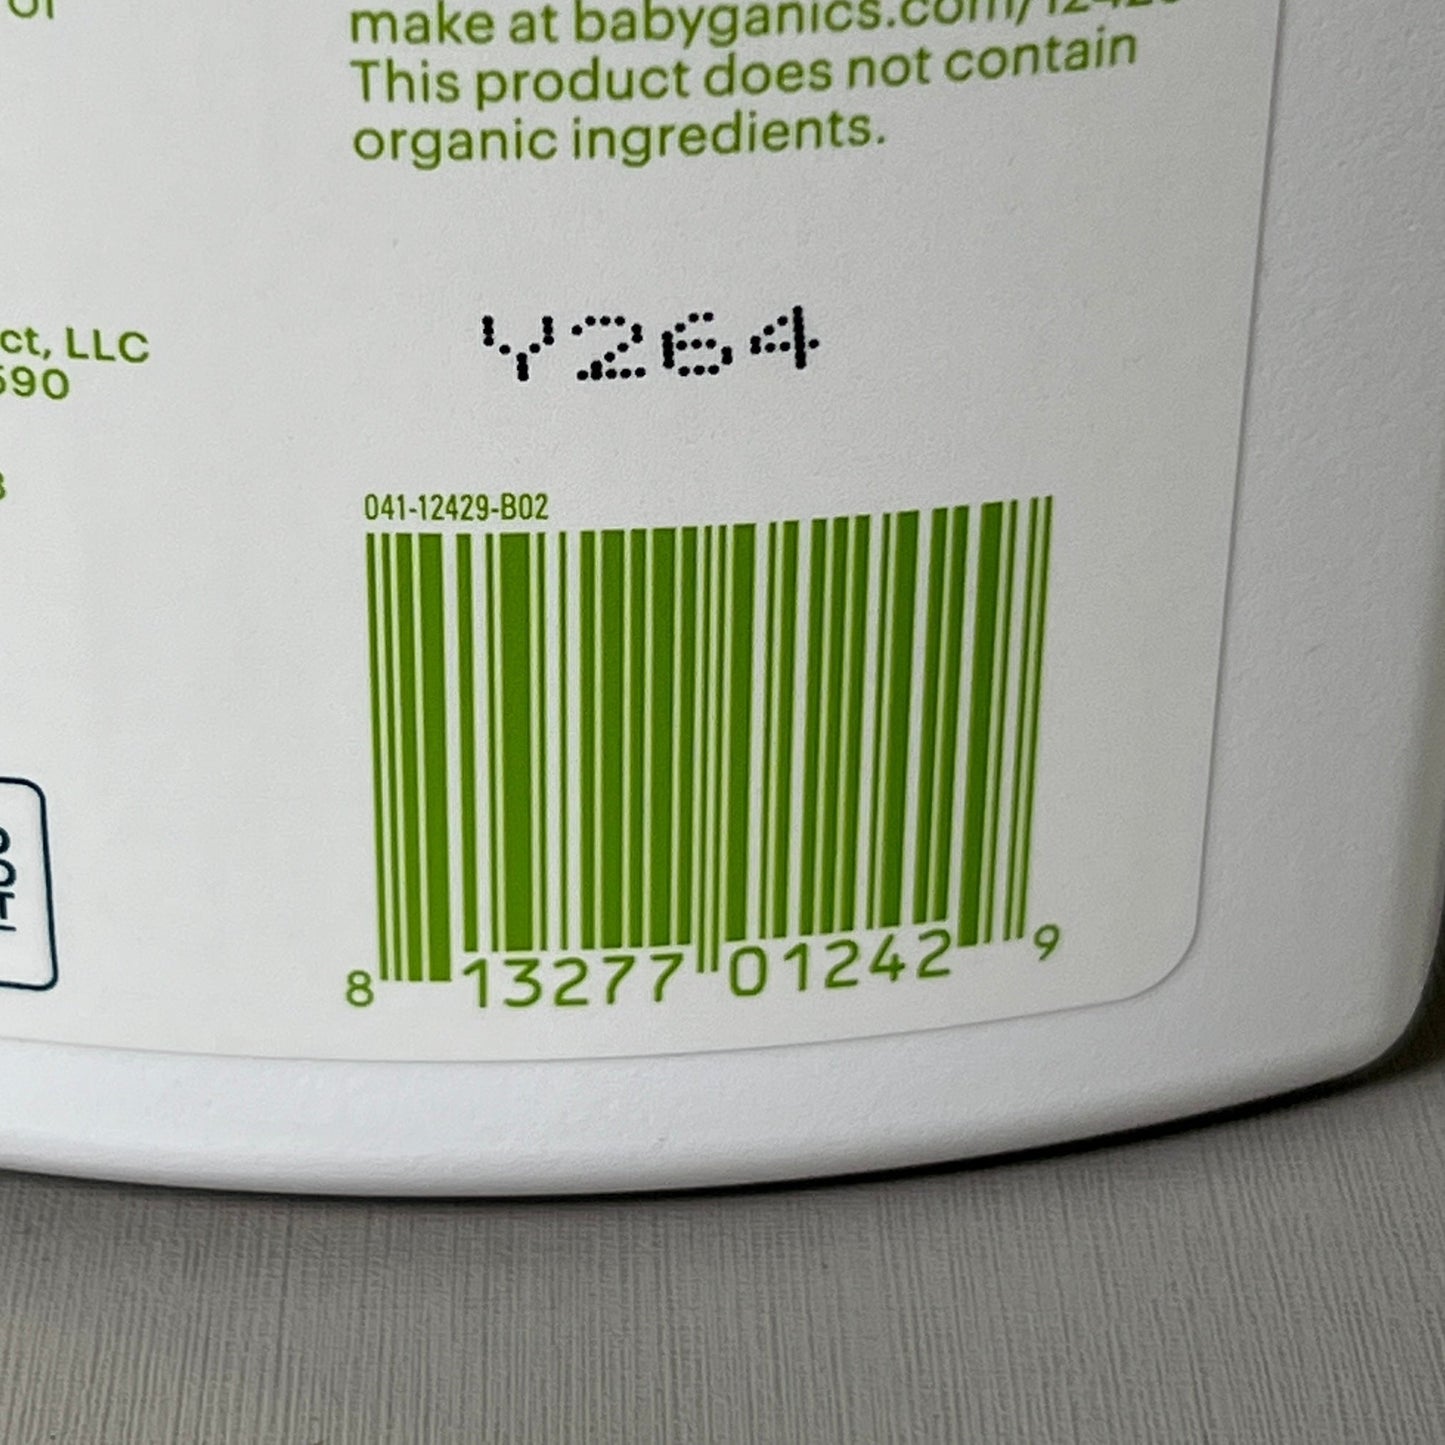 make at babyganics.com/
This product does not contain
organic ingredients.
ct, LLC
590
Y264
041-12429-B02
8 13277 01242 9